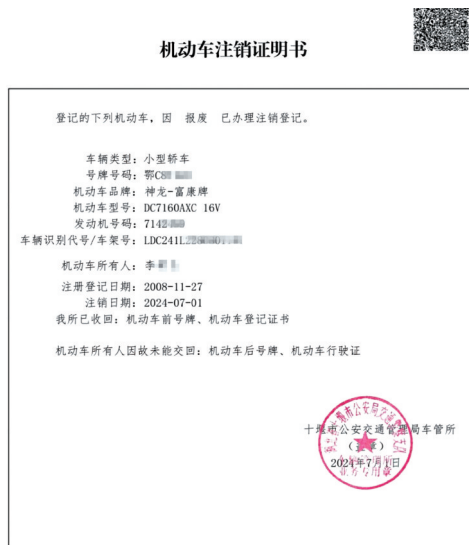 机动车注销证明书
登记的下列机动车，因 报废 已办理注销登记。
车辆类型：小型轿车
号牌号码：鄂C8
机动车品牌：神龙-富康牌
机动车型号：DC7160AXC 16V
发动机号码：7142
车辆识别代号/车架号：LDC241L
机动车所有人：李
注册登记日期：2008-11-27
注销日期：2024-07-01
我所已收回：机动车前号牌、机动车登记证书
机动车所有人因故未能交回：机动车后号牌、机动车行驶证
十堰市公安交通管理局车管所
2024年7月1日